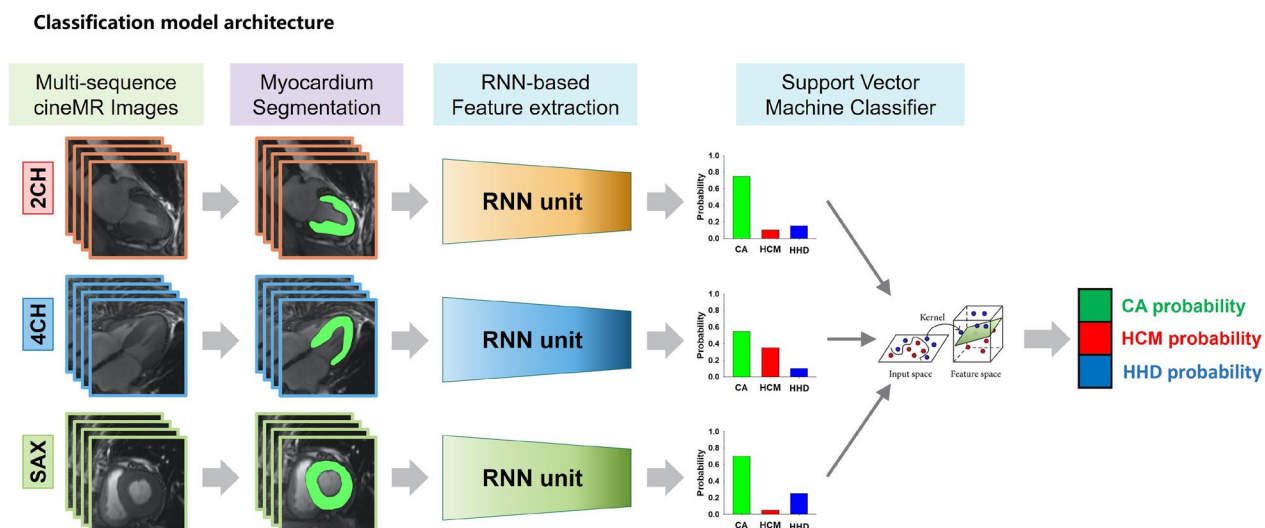 Classification model architecture
Multi-sequence
cineMR Images
Myocardium
Segmentation
RNN-based
Feature extraction
Support Vector
Machine Classifier
2CH
RNN unit
Probability
1.0
0.8
0.6
0.4
0.2
0.0
CA HCM HHD
4CH
RNN unit
Probability
1.0
0.8
0.6
0.4
0.2
0.0
CA HCM HHD
Kernel
Input space
Feature space
CA probability
HCM probability
HHD probability
SAX
RNN unit
Probability
1.0
0.8
0.6
0.4
0.2
0.0
CA HCM HHD